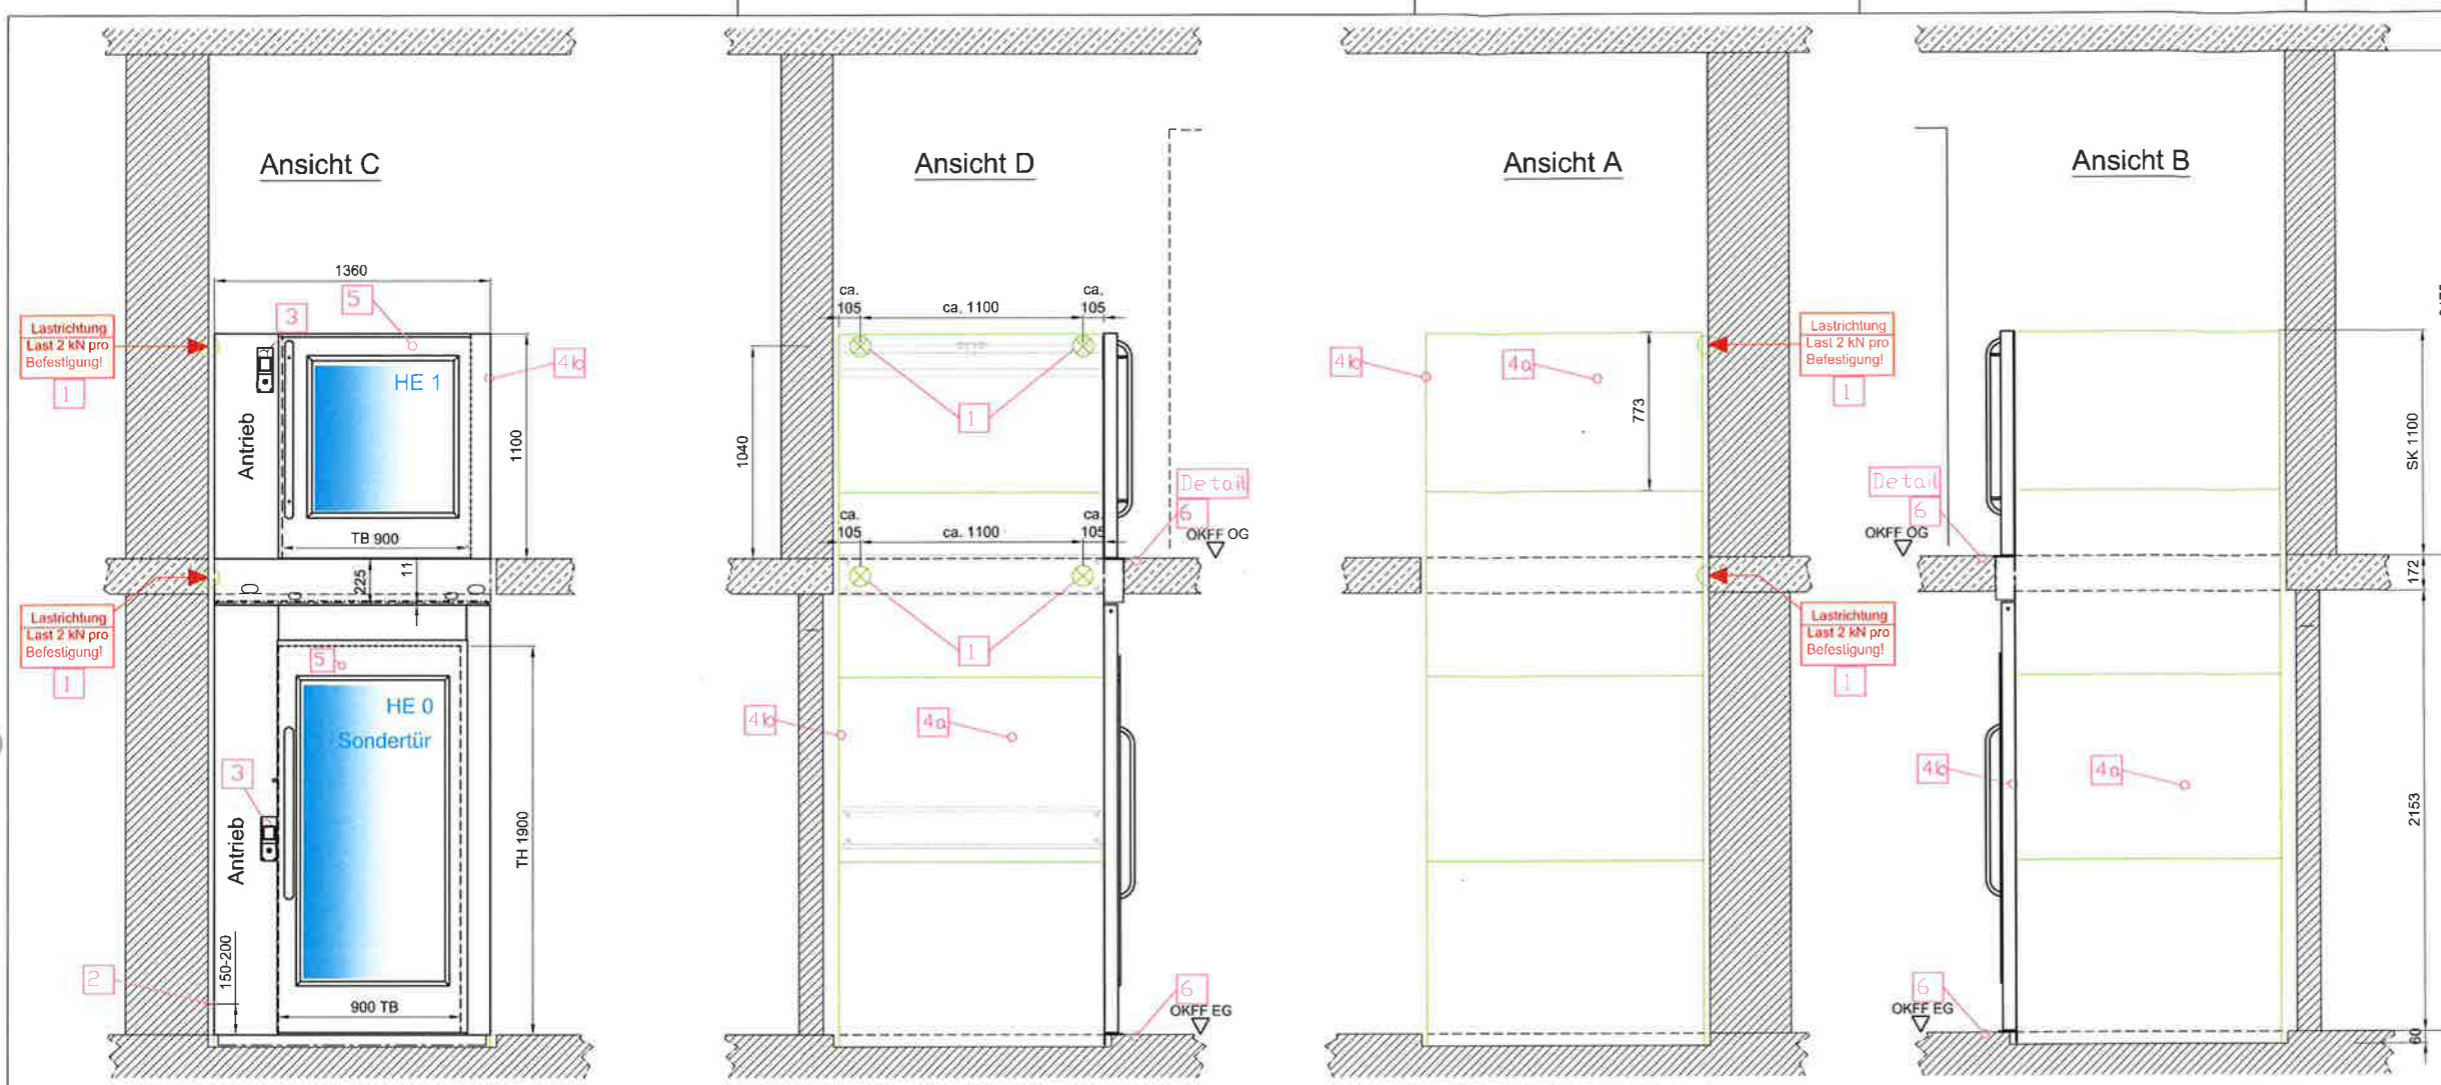 Ansicht C
1360
5
3
Lastrichtung
Last 2 kN pro
Befestigung!
1
HE 1
4b
Antrieb
1100
TB 900
225
11
Lastrichtung
Last 2 kN pro
Befestigung!
1
5
HE 0
Sondertür
3
Antrieb
TH 1900
2
150-200
900 TB
Ansicht D
ca.
105
ca. 1100
ca.
105
1
1040
Detail
6
OKFF OG
ca.
105
ca. 1100
ca.
105
1
4b
4a
6
OKFF EG
Ansicht A
4b
4a
773
Lastrichtung
Last 2 kN pro
Befestigung!
1
Lastrichtung
Last 2 kN pro
Befestigung!
1
Ansicht B
SK 1100
Detail
6
OKFF OG
172
4b
4a
2153
6
OKFF EG
60